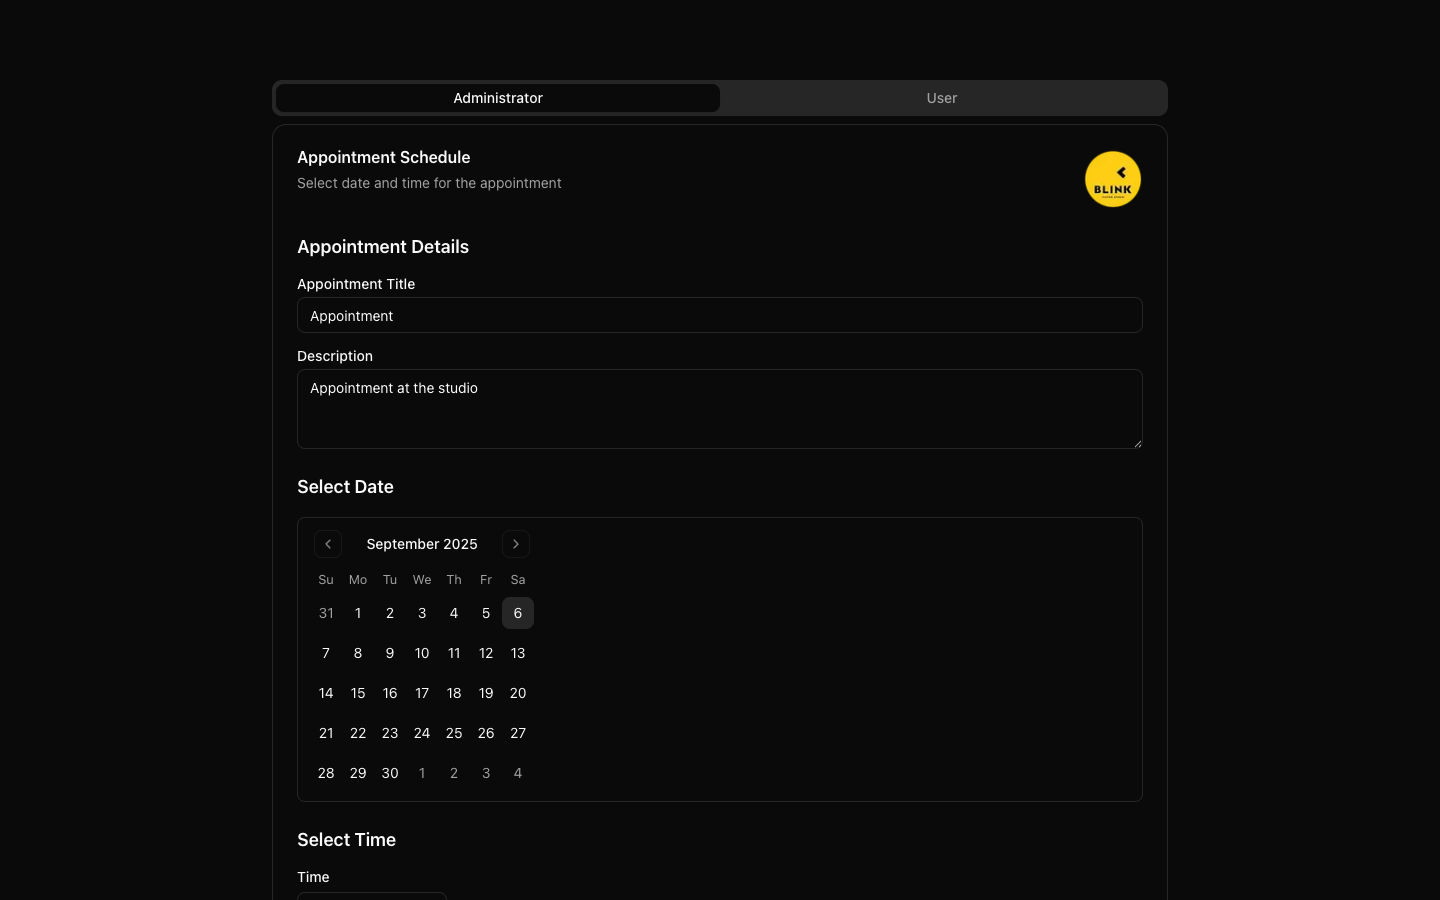 Administrator
User
Appointment Schedule
Select date and time for the appointment
BLINK
Appointment Details
Appointment Title
Appointment
Description
Appointment at the studio
Select Date
September 2025
Su Mo Tu We Th Fr Sa
31 1 2 3 4 5 6
7 8 9 10 11 12 13
14 15 16 17 18 19 20
21 22 23 24 25 26 27
28 29 30 1 2 3 4
Select Time
Time